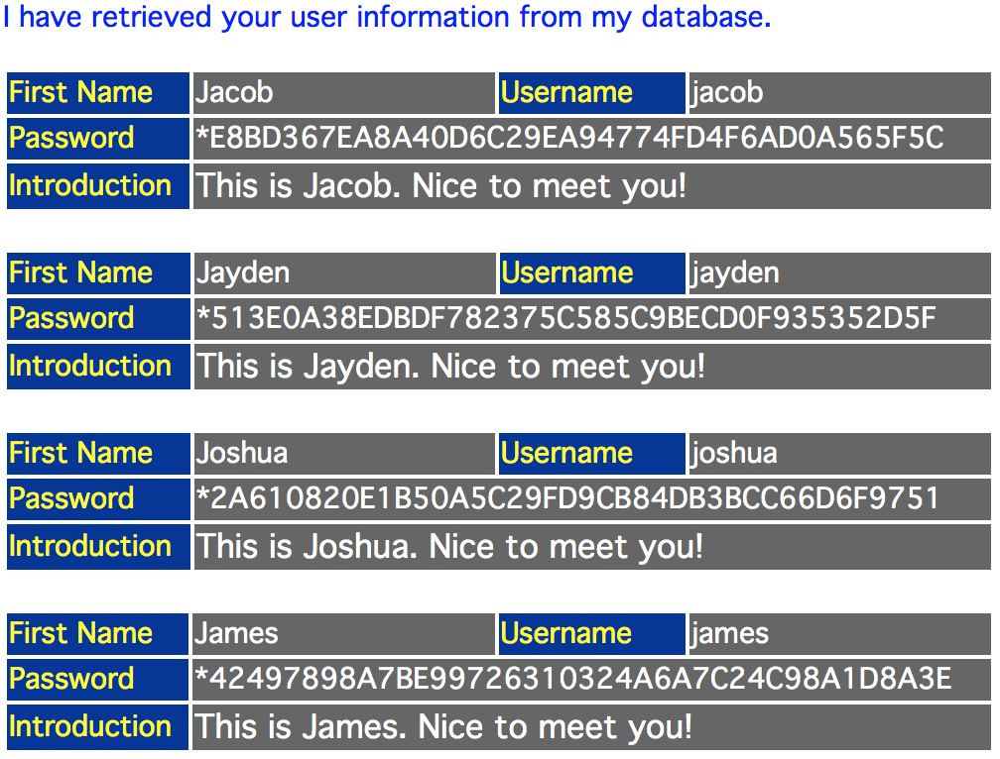 I have retrieved your user information from my database.
First Name Jacob Username jacob
Password *E8BD367EA8A40D6C29EA94774FD4F6AD0A565F5C
Introduction This is Jacob. Nice to meet you!
First Name Jayden Username jayden
Password *513E0A38EDBDF782375C585C9BECD0F935352D5F
Introduction This is Jayden. Nice to meet you!
First Name Joshua Username joshua
Password *2A610820E1B50A5C29FD9CB84DB3BCC66D6F9751
Introduction This is Joshua. Nice to meet you!
First Name James Username james
Password *42497898A7BE99726310324A6A7C24C98A1D8A3E
Introduction This is James. Nice to meet you!